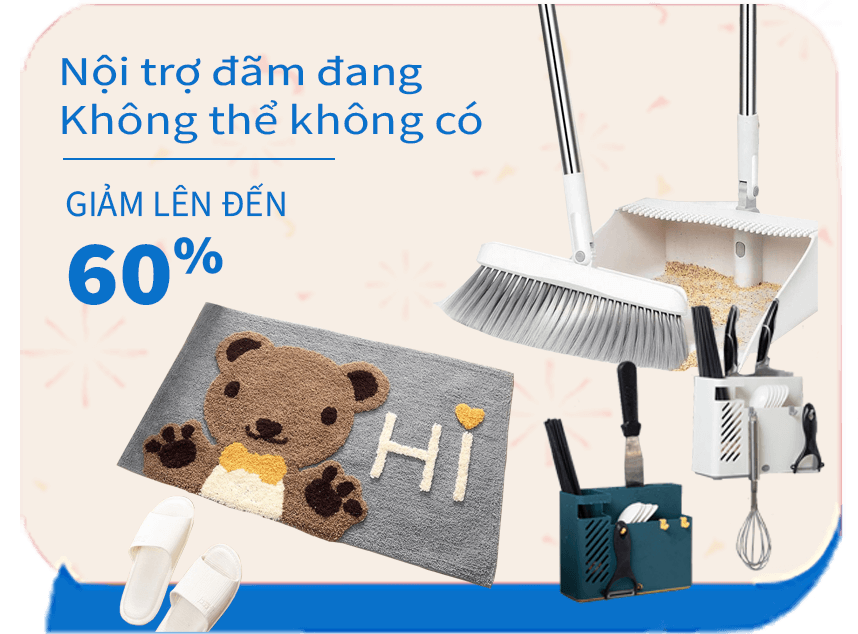 Nội trợ đãm đang
Không thể không có
GIẢM LÊN ĐẾN
60%
Hi